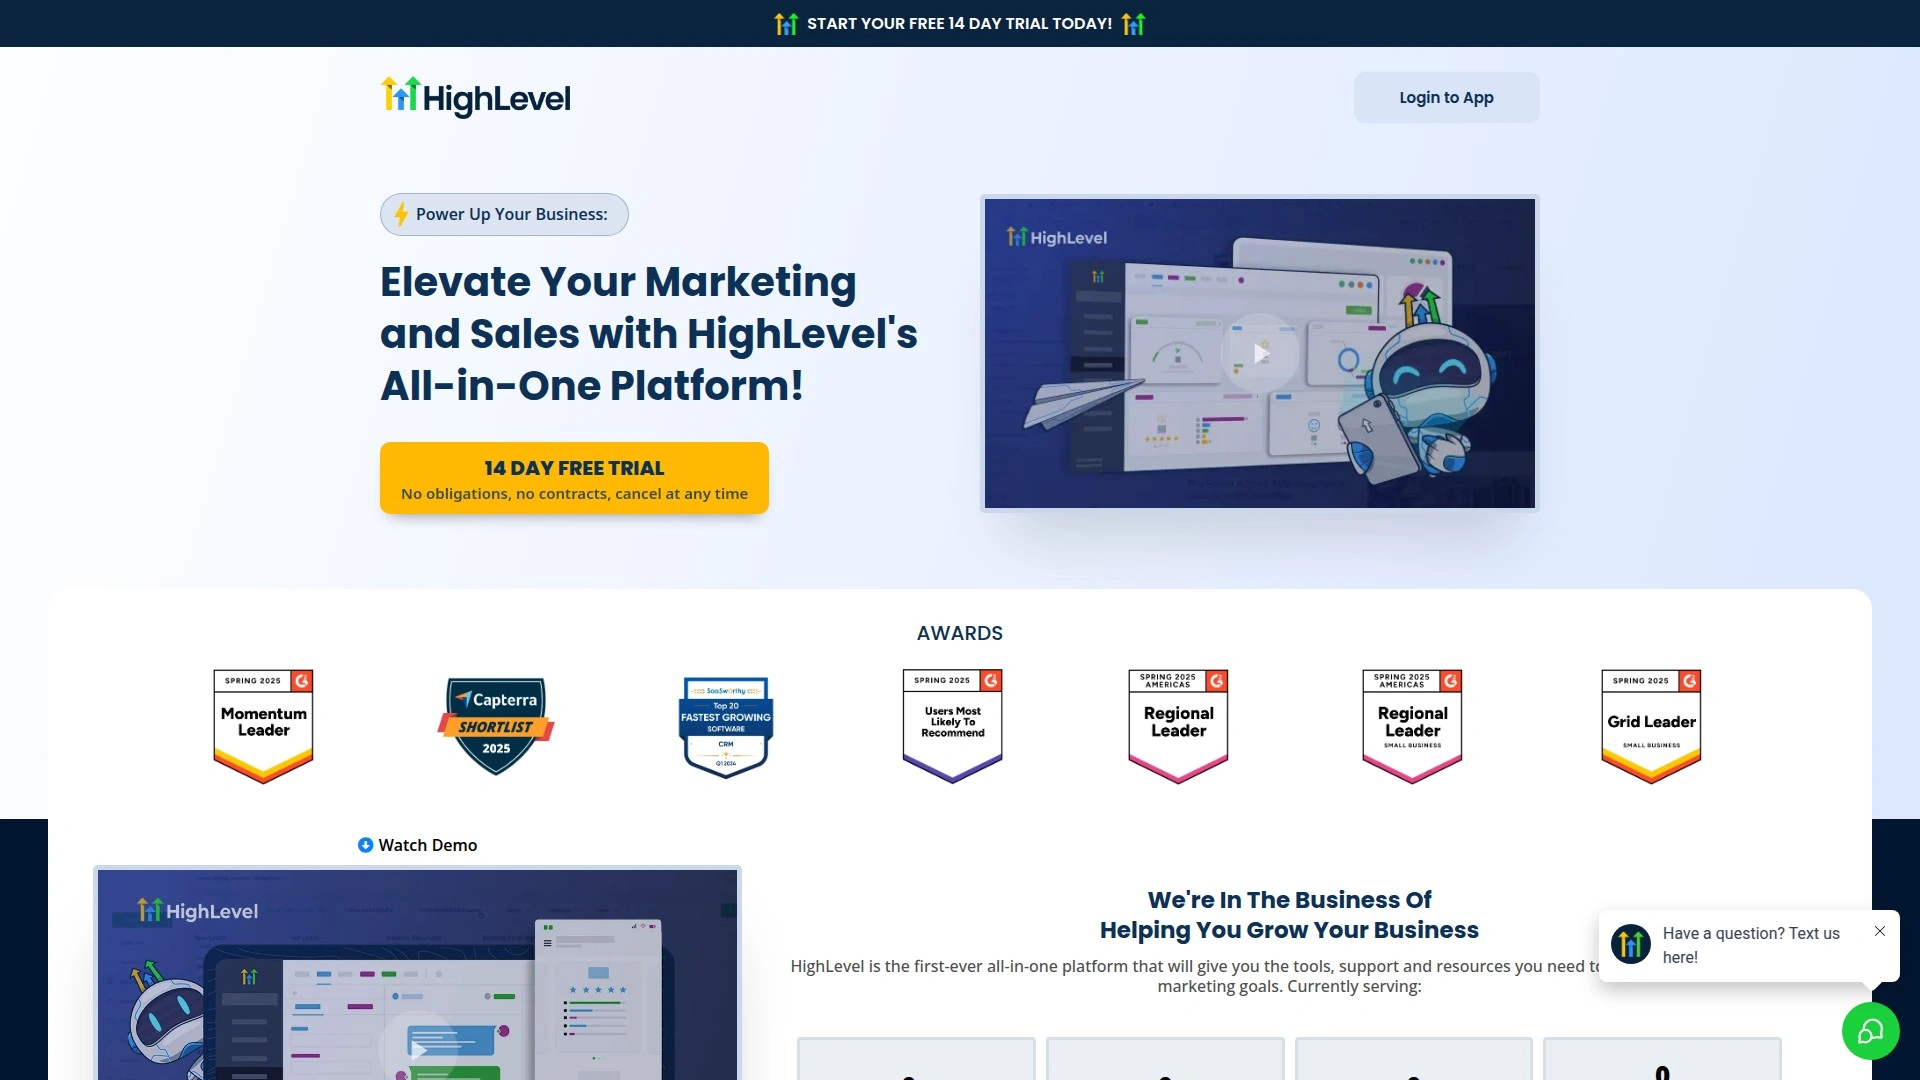 START YOUR FREE 14 DAY TRIAL TODAY!
HighLevel
Login to App
Power Up Your Business:
Elevate Your Marketing
and Sales with HighLevel's
All-in-One Platform!
14 DAY FREE TRIAL
No obligations, no contracts, cancel at any time
HighLevel
AWARDS
SPRING 2025
Momentum
Leader
Capterra
SHORTLIST
2025
SaaSworthy
Top 20
FASTEST GROWING
SOFTWARE
CRM
Q1 2024
SPRING 2025
Users Most
Likely To
Recommend
SPRING 2025
AMERICAS
Regional
Leader
SPRING 2025
AMERICAS
Regional
Leader
SMALL BUSINESS
SPRING 2025
Grid Leader
SMALL BUSINESS
Watch Demo
HighLevel
We're In The Business Of
Helping You Grow Your Business
HighLevel is the first-ever all-in-one platform that will give you the tools, support and resources you need
marketing goals. Currently serving:
Have a question? Text us
here!